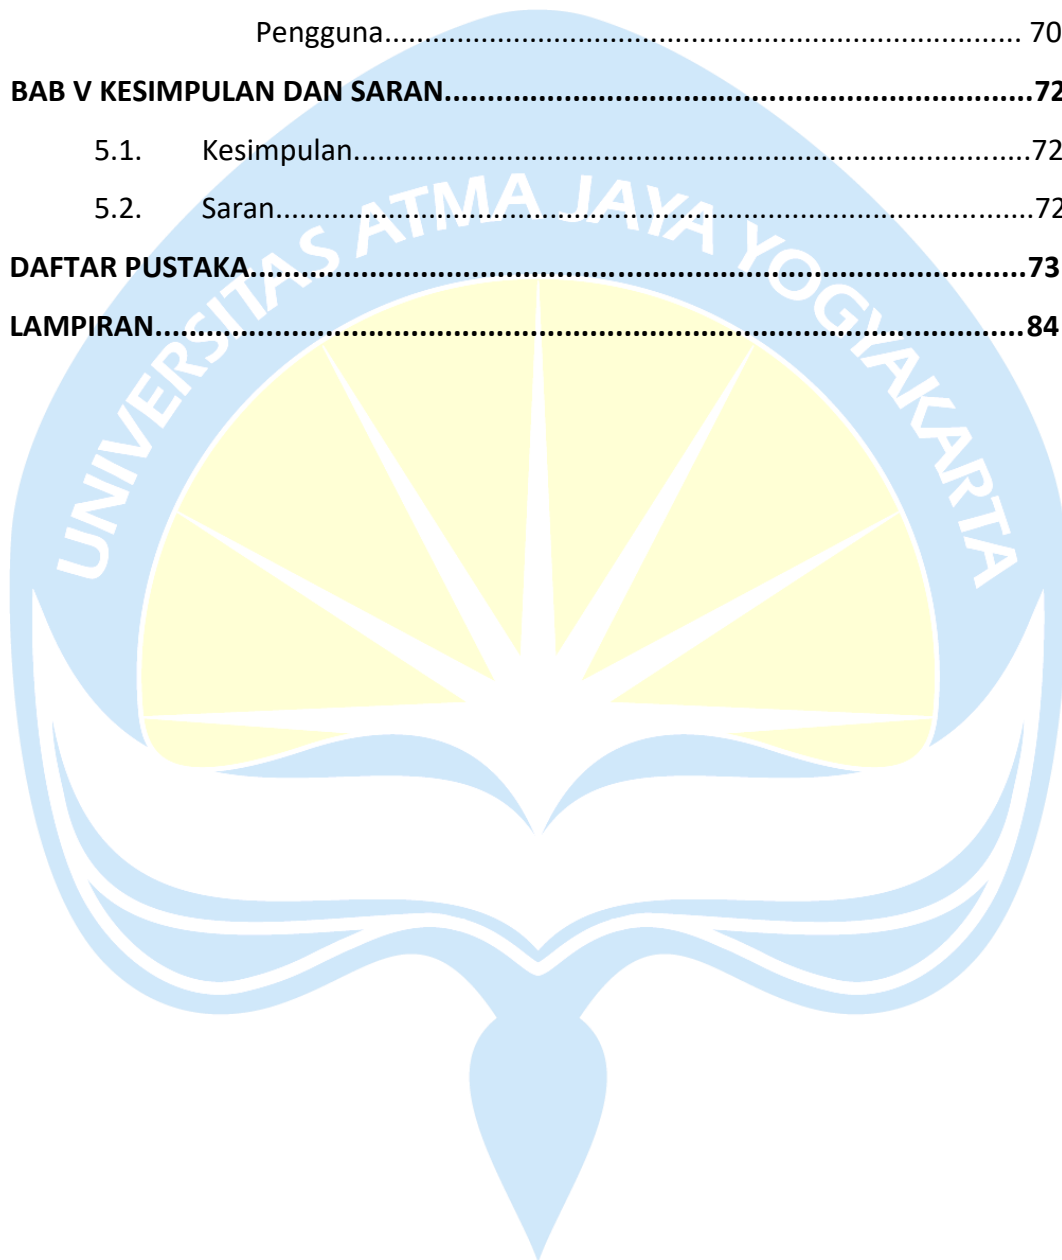 Pengguna........................................................................................ 70
BAB V KESIMPULAN DAN SARAN.........................................................................72
5.1. Kesimpulan.............................................................................................72
5.2. Saran........................................................................................................72
DAFTAR PUSTAKA.................................................................................................73
LAMPIRAN.............................................................................................................84
UNIVERSITAS ATMA JAYA YOGYAKARTA